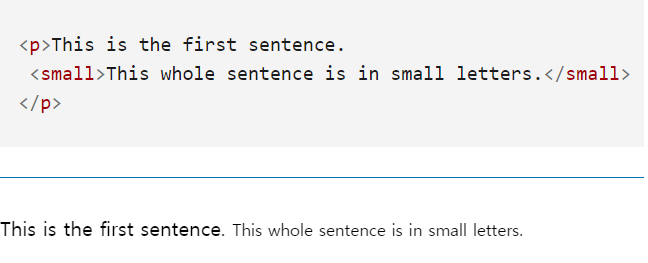 <p>This is the first sentence.
<small>This whole sentence is in small letters.</small>
</p>
This is the first sentence. This whole sentence is in small letters.